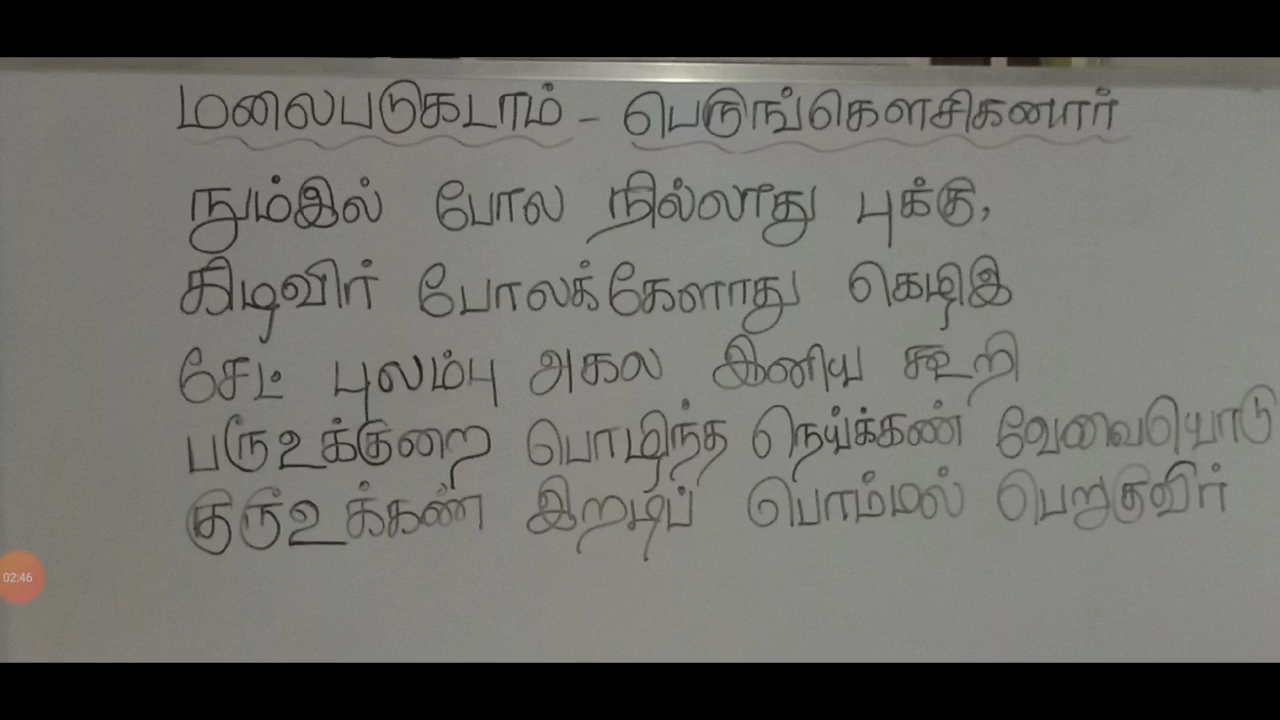 மலைபடுகடாம் - பெருங்கௌசிகனார்
நும்இல் போல நில்லாது புக்கு,
கிழவிர் போலக்கேளாது கெழிஇ
சேட் புலம்பு அகல இனிய கூறி
பரூஉக்குறை பொழிந்த நெய்க்கண் வேவையொடு
குரூஉக்கண் இறடிப் பொம்மல் பெறுகுவிர்
02:46